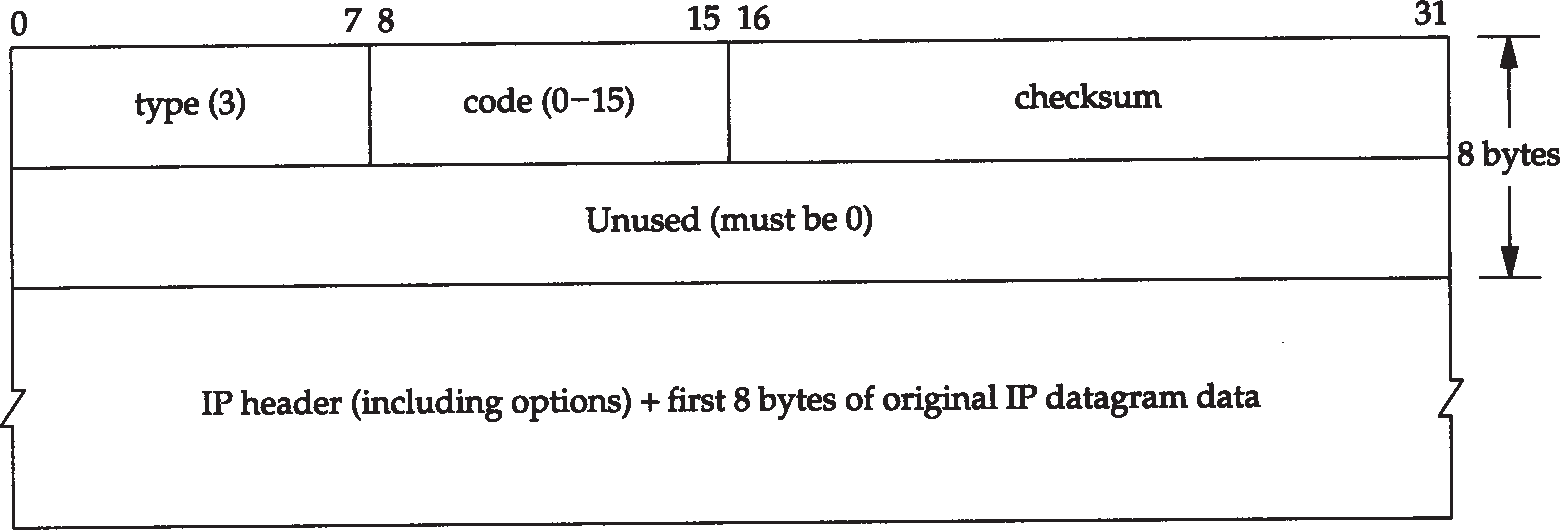 0 7 8 15 16 31
type (3) code (0−15) checksum
8 bytes
Unused (must be 0)
IP header (including options) + first 8 bytes of original IP datagram data